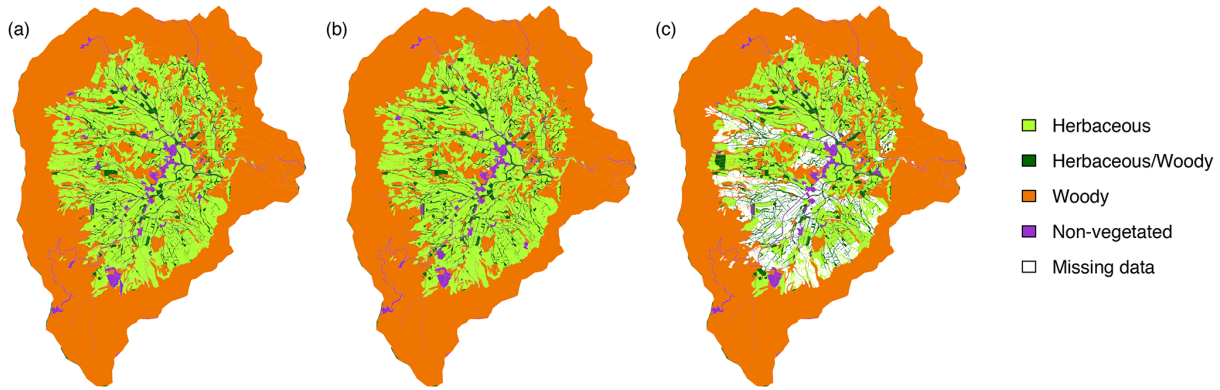 (a)
(b)
(c)
Herbaceous
Herbaceous/Woody
Woody
Non-vegetated
Missing data